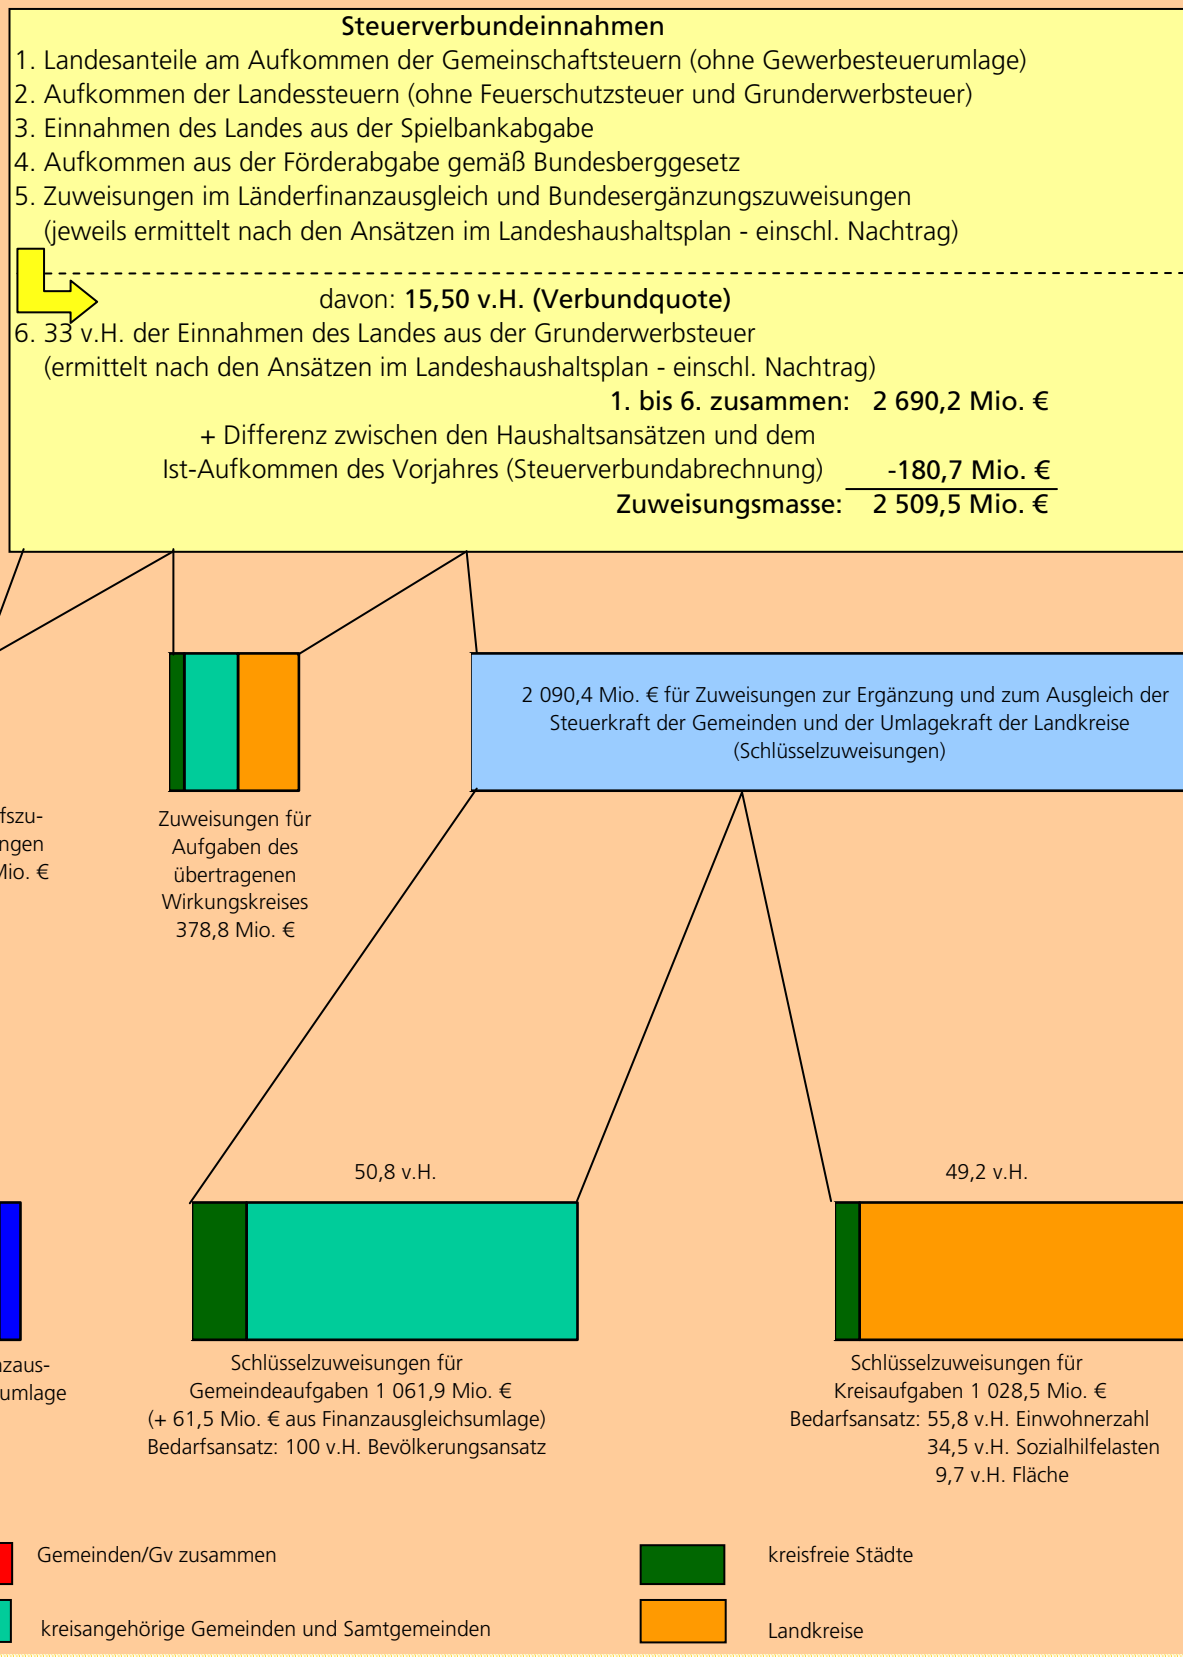 Steuerverbundeinnahmen
1. Landesanteile am Aufkommen der Gemeinschaftsteuern (ohne Gewerbesteuerumlage)
2. Aufkommen der Landessteuern (ohne Feuerschutzsteuer und Grunderwerbsteuer)
3. Einnahmen des Landes aus der Spielbankabgabe
4. Aufkommen aus der Förderabgabe gemäß Bundesberggesetz
5. Zuweisungen im Länderfinanzausgleich und Bundesergänzungszuweisungen
(jeweils ermittelt nach den Ansätzen im Landeshaushaltsplan - einschl. Nachtrag)
davon: 15,50 v.H. (Verbundquote)
6. 33 v.H. der Einnahmen des Landes aus der Grunderwerbsteuer
(ermittelt nach den Ansätzen im Landeshaushaltsplan - einschl. Nachtrag)
1. bis 6. zusammen: 2 690,2 Mio. €
+ Differenz zwischen den Haushaltsansätzen und dem
Ist-Aufkommen des Vorjahres (Steuerverbundabrechnung) -180,7 Mio. €
Zuweisungsmasse: 2 509,5 Mio. €
2 090,4 Mio. € für Zuweisungen zur Ergänzung und zum Ausgleich der
Steuerkraft der Gemeinden und der Umlagekraft der Landkreise
(Schlüsselzuweisungen)
fszu-
ngen
Mio. €
Zuweisungen für
Aufgaben des
übertragenen
Wirkungskreises
378,8 Mio. €
50,8 v.H.
49,2 v.H.
nzaus-
umlage
Schlüsselzuweisungen für
Gemeindeaufgaben 1 061,9 Mio. €
(+ 61,5 Mio. € aus Finanzausgleichsumlage)
Bedarfsansatz: 100 v.H. Bevölkerungsansatz
Schlüsselzuweisungen für
Kreisaufgaben 1 028,5 Mio. €
Bedarfsansatz: 55,8 v.H. Einwohnerzahl
34,5 v.H. Sozialhilfelasten
9,7 v.H. Fläche
Gemeinden/Gv zusammen
kreisfreie Städte
kreisangehörige Gemeinden und Samtgemeinden
Landkreise